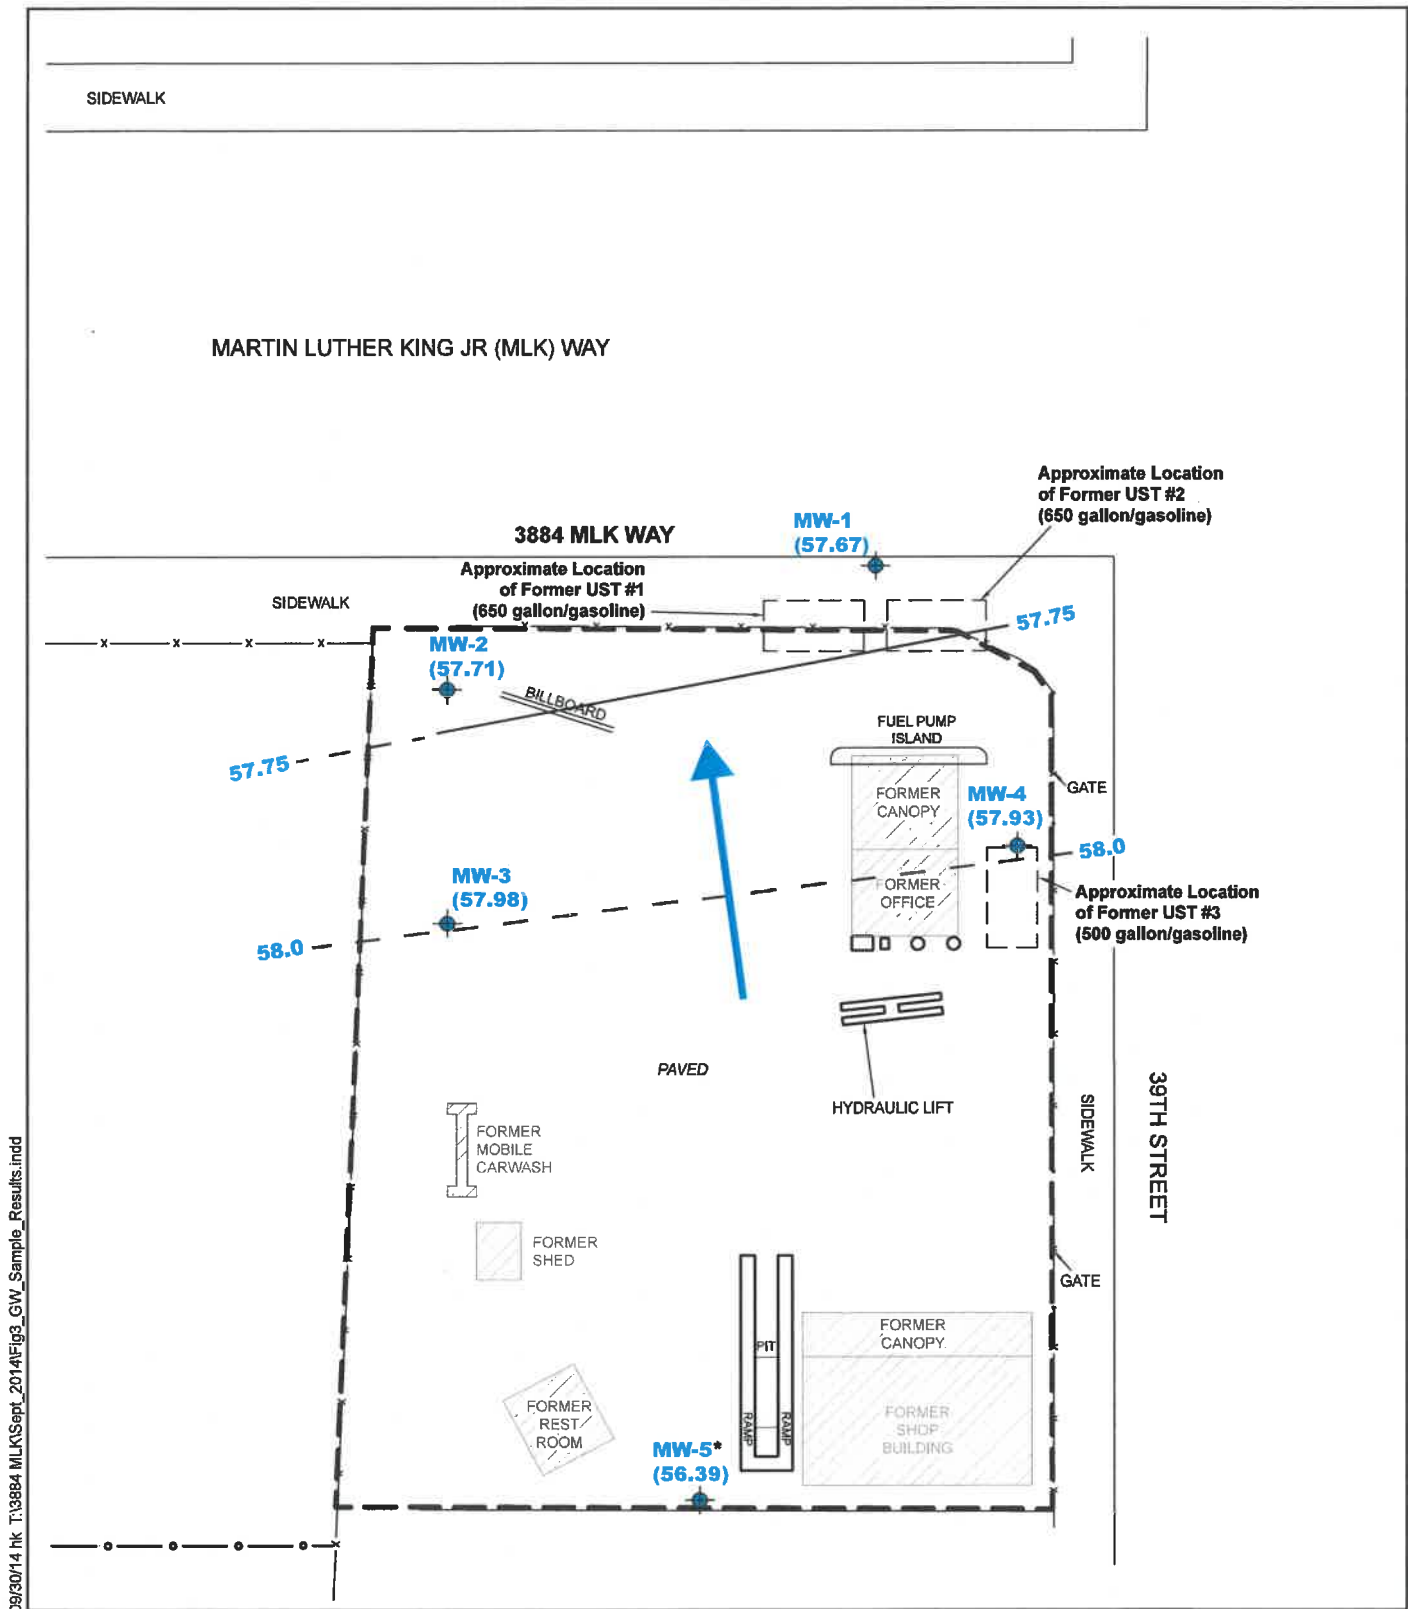 SIDEWALK
MARTIN LUTHER KING JR (MLK) WAY
Approximate Location
of Former UST #2
(650 gallon/gasoline)
MW-1
(57.67)
3884 MLK WAY
Approximate Location
of Former UST #1
(650 gallon/gasoline)
SIDEWALK
57.75
MW-2
(57.71)
BILLBOARD
57.75
FUEL PUMP
ISLAND
GATE
FORMER
CANOPY
MW-4
(57.93)
58.0
MW-3
(57.98)
FORMER
OFFICE
Approximate Location
of Former UST #3
(500 gallon/gasoline)
58.0
PAVED
HYDRAULIC LIFT
39TH STREET
SIDEWALK
FORMER
MOBILE
CARWASH
FORMER
SHED
GATE
FORMER
CANOPY
PIT
RAMP
RAMP
FORMER
REST
ROOM
FORMER
SHOP
BUILDING
MW-5*
(56.39)
09/30/14 hk T:\3884 MLK\Sept_2014\Fig3_GW_Sample_Results.indd